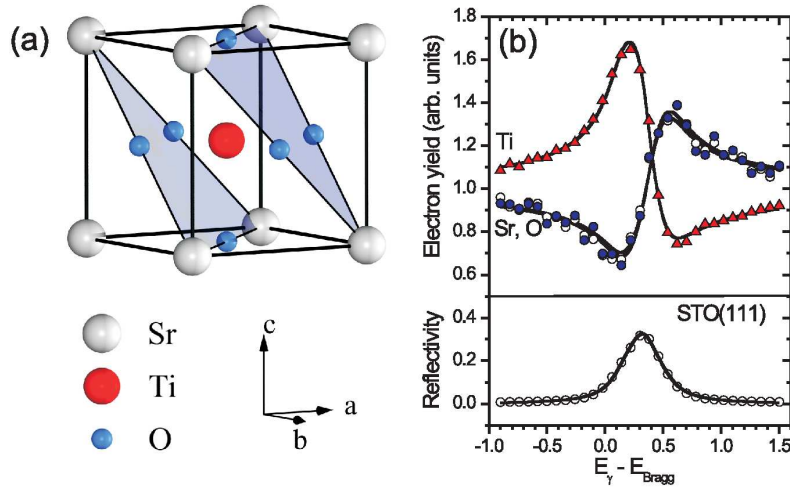 (a)
Sr
Ti
O
c
a
b
(b)
Electron yield (arb. units)
1.8
1.6
1.4
1.2
1.0
0.8
0.6
Ti
Sr, O
Reflectivity
0.4
0.2
0.0
STO(111)
-1.0 -0.5 0.0 0.5 1.0 1.5
Eγ - EBragg